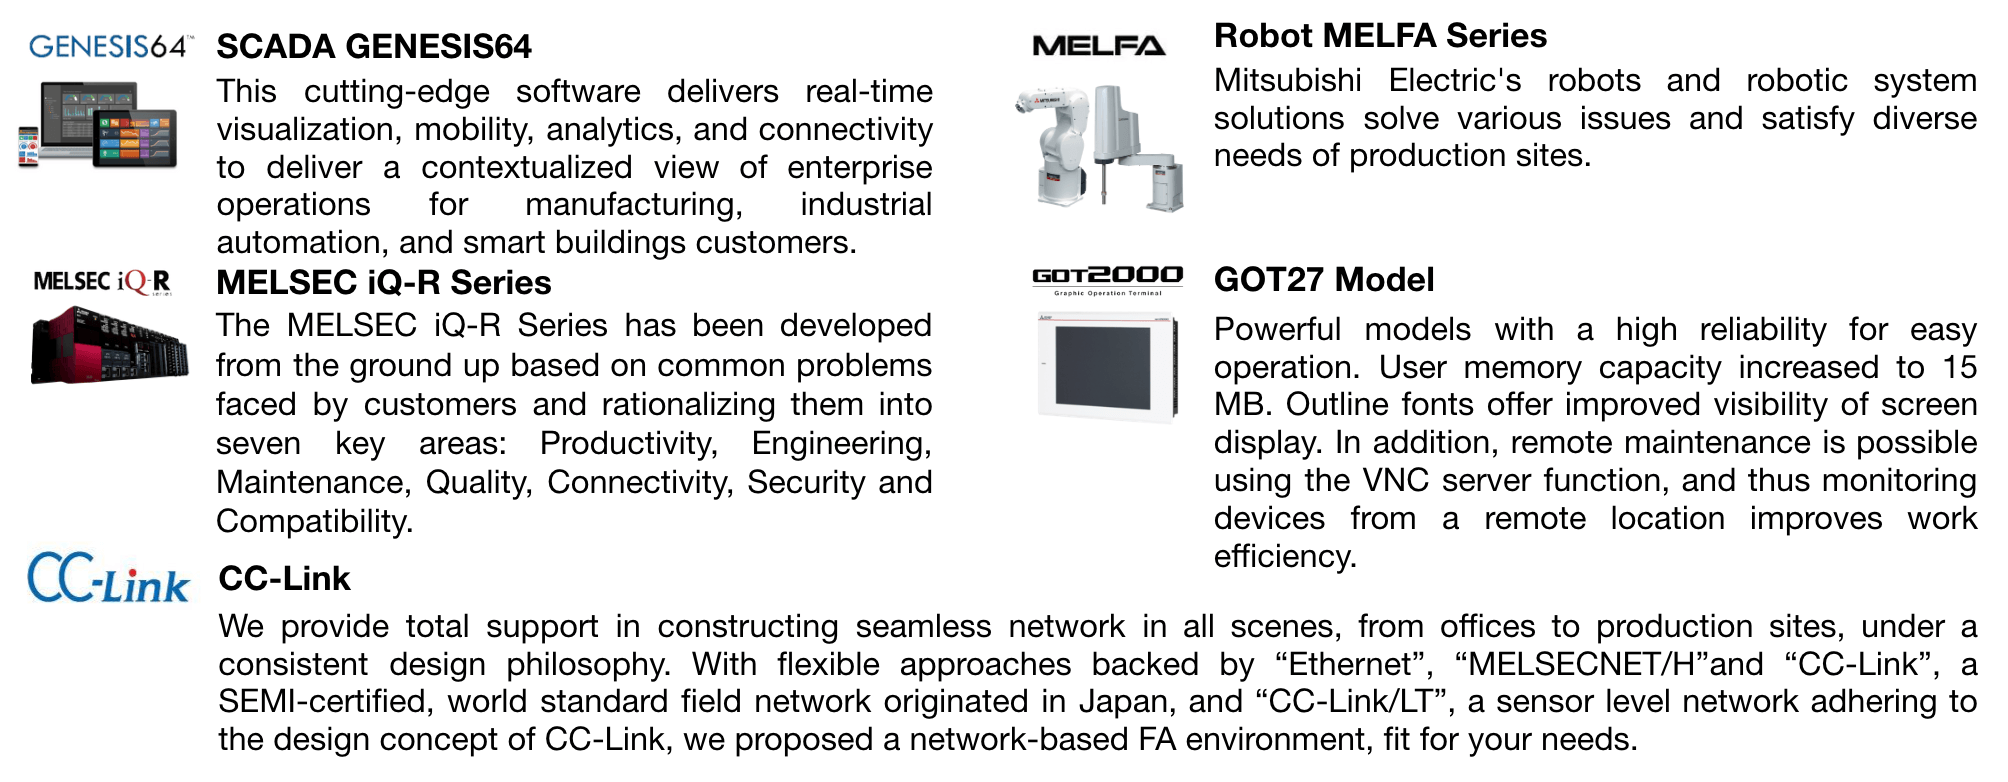 GENESIS64™
SCADA GENESIS64
This cutting-edge software delivers real-time
visualization, mobility, analytics, and connectivity
to deliver a contextualized view of enterprise
operations for manufacturing, industrial
automation, and smart buildings customers.
MELSEC iQ-R
series
MELSEC iQ-R Series
The MELSEC iQ-R Series has been developed
from the ground up based on common problems
faced by customers and rationalizing them into
seven key areas: Productivity, Engineering,
Maintenance, Quality, Connectivity, Security and
Compatibility.
MELFA
MITSUBISHI
Robot MELFA Series
Mitsubishi Electric's robots and robotic system
solutions solve various issues and satisfy diverse
needs of production sites.
GOT2000
Graphic Operation Terminal
GOT27 Model
Powerful models with a high reliability for easy
operation. User memory capacity increased to 15
MB. Outline fonts offer improved visibility of screen
display. In addition, remote maintenance is possible
using the VNC server function, and thus monitoring
devices from a remote location improves work
efficiency.
CC-Link
CC-Link
We provide total support in constructing seamless network in all scenes, from offices to production sites, under a
consistent design philosophy. With flexible approaches backed by “Ethernet”, “MELSECNET/H”and “CC-Link”, a
SEMI-certified, world standard field network originated in Japan, and “CC-Link/LT”, a sensor level network adhering to
the design concept of CC-Link, we proposed a network-based FA environment, fit for your needs.